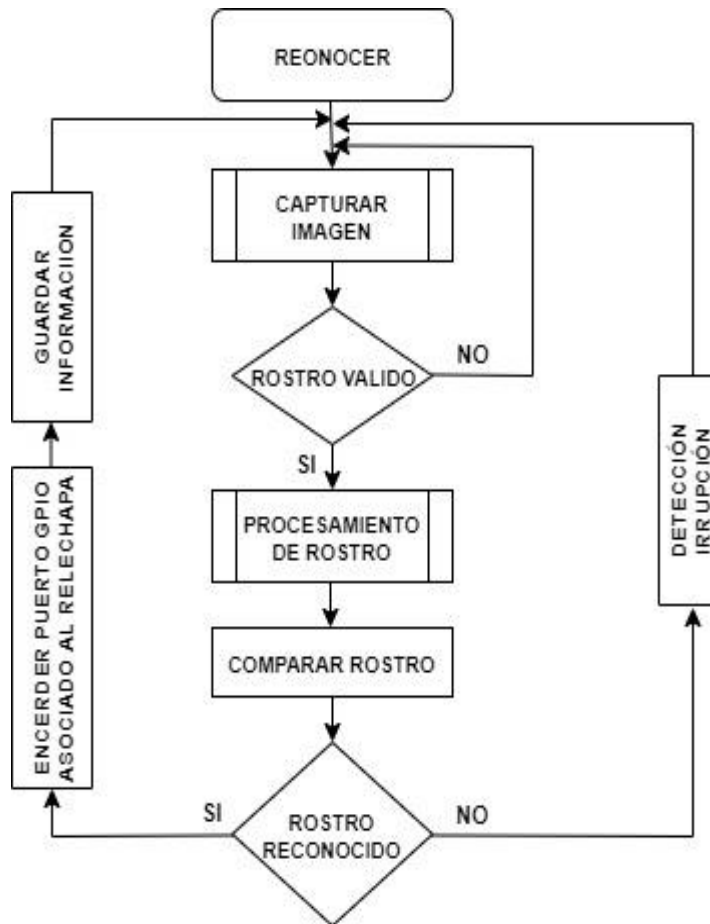 REONOCER
CAPTURAR
IMAGEN
ROSTRO VALIDO
NO
SI
PROCESAMIENTO
DE ROSTRO
COMPARAR ROSTRO
ROSTRO
RECONOCIDO
SI
NO
ENCERDER PUERTO GPIO
ASOCIADO AL RELECHAPA
GUARDAR
INFORMACIION
DETECCIÓN
IRRUPCIÓN